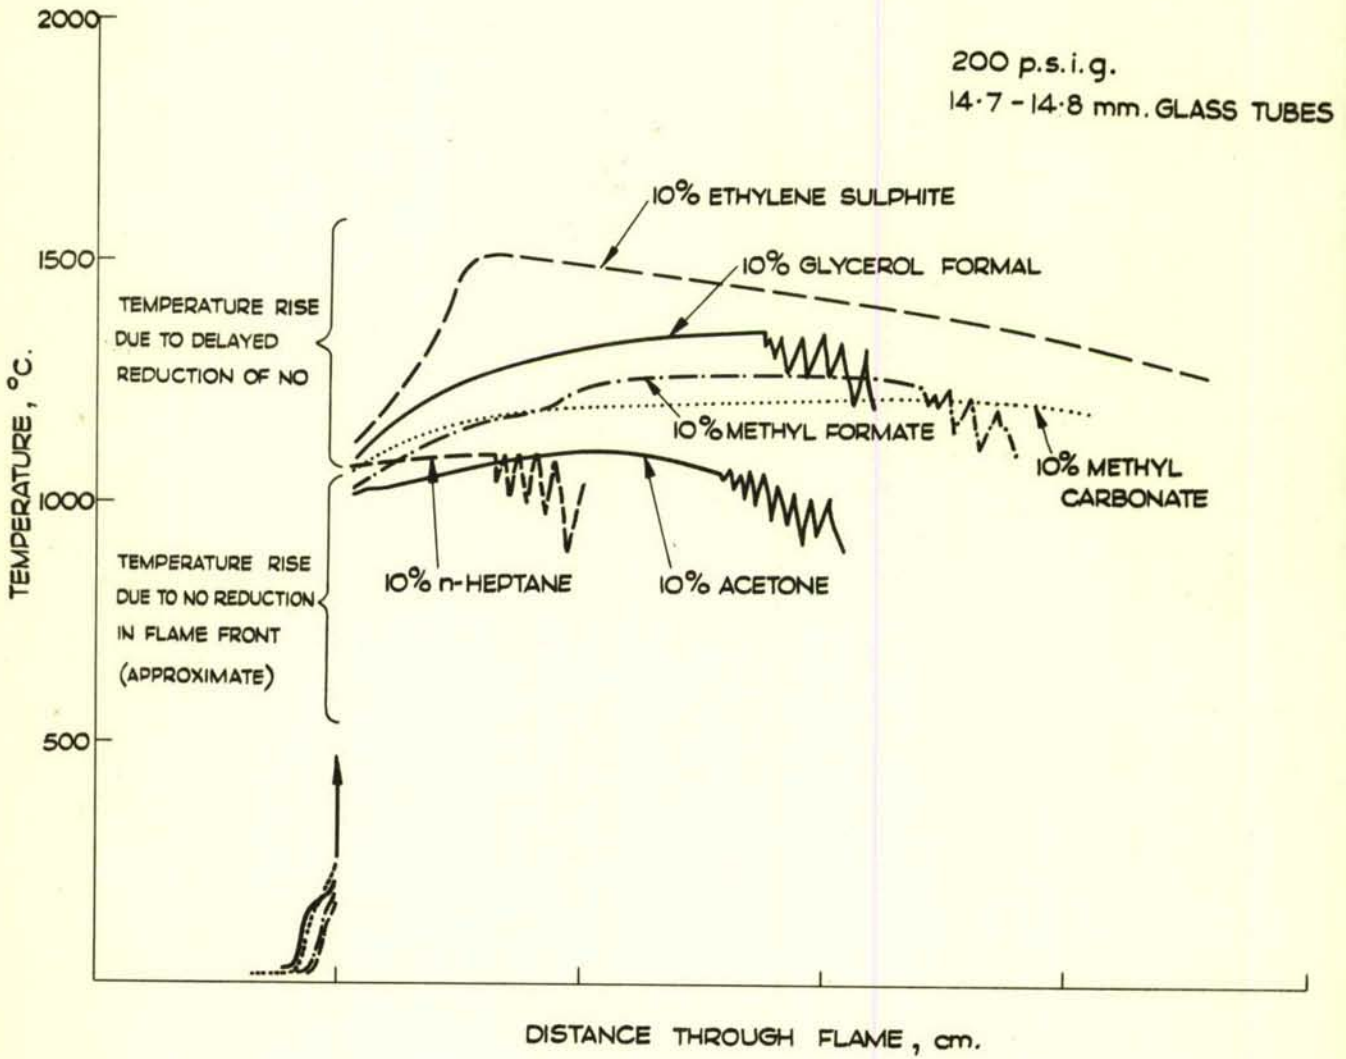 2000
200 p.s.i.g.
14·7 - 14·8 mm. GLASS TUBES
10% ETHYLENE SULPHITE
1500
10% GLYCEROL FORMAL
TEMPERATURE RISE
DUE TO DELAYED
REDUCTION OF NO
TEMPERATURE, °C.
10% METHYL FORMATE
10% METHYL
CARBONATE
1000
TEMPERATURE RISE
DUE TO NO REDUCTION
IN FLAME FRONT
(APPROXIMATE)
10% n-HEPTANE
10% ACETONE
500
DISTANCE THROUGH FLAME, cm.